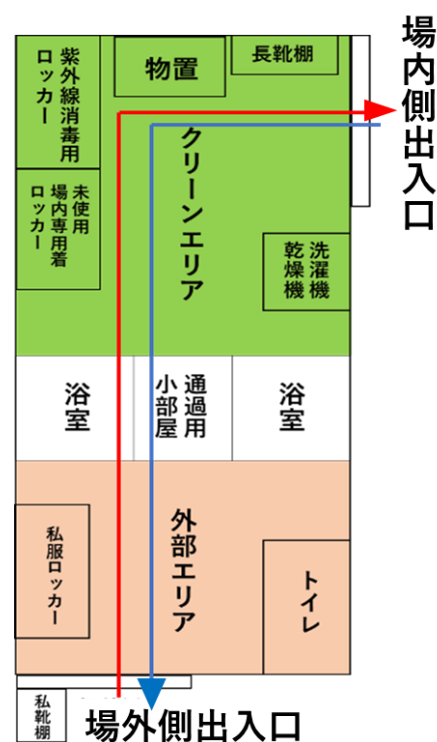 場内側出入口
長靴棚
物置
紫外線消毒用
ロッカー
クリーンエリア
未使用
場内専用着
ロッカー
洗濯機
乾燥機
浴室
通過用
小部屋
浴室
外部エリア
私服ロッカー
トイレ
私靴棚
場外側出入口